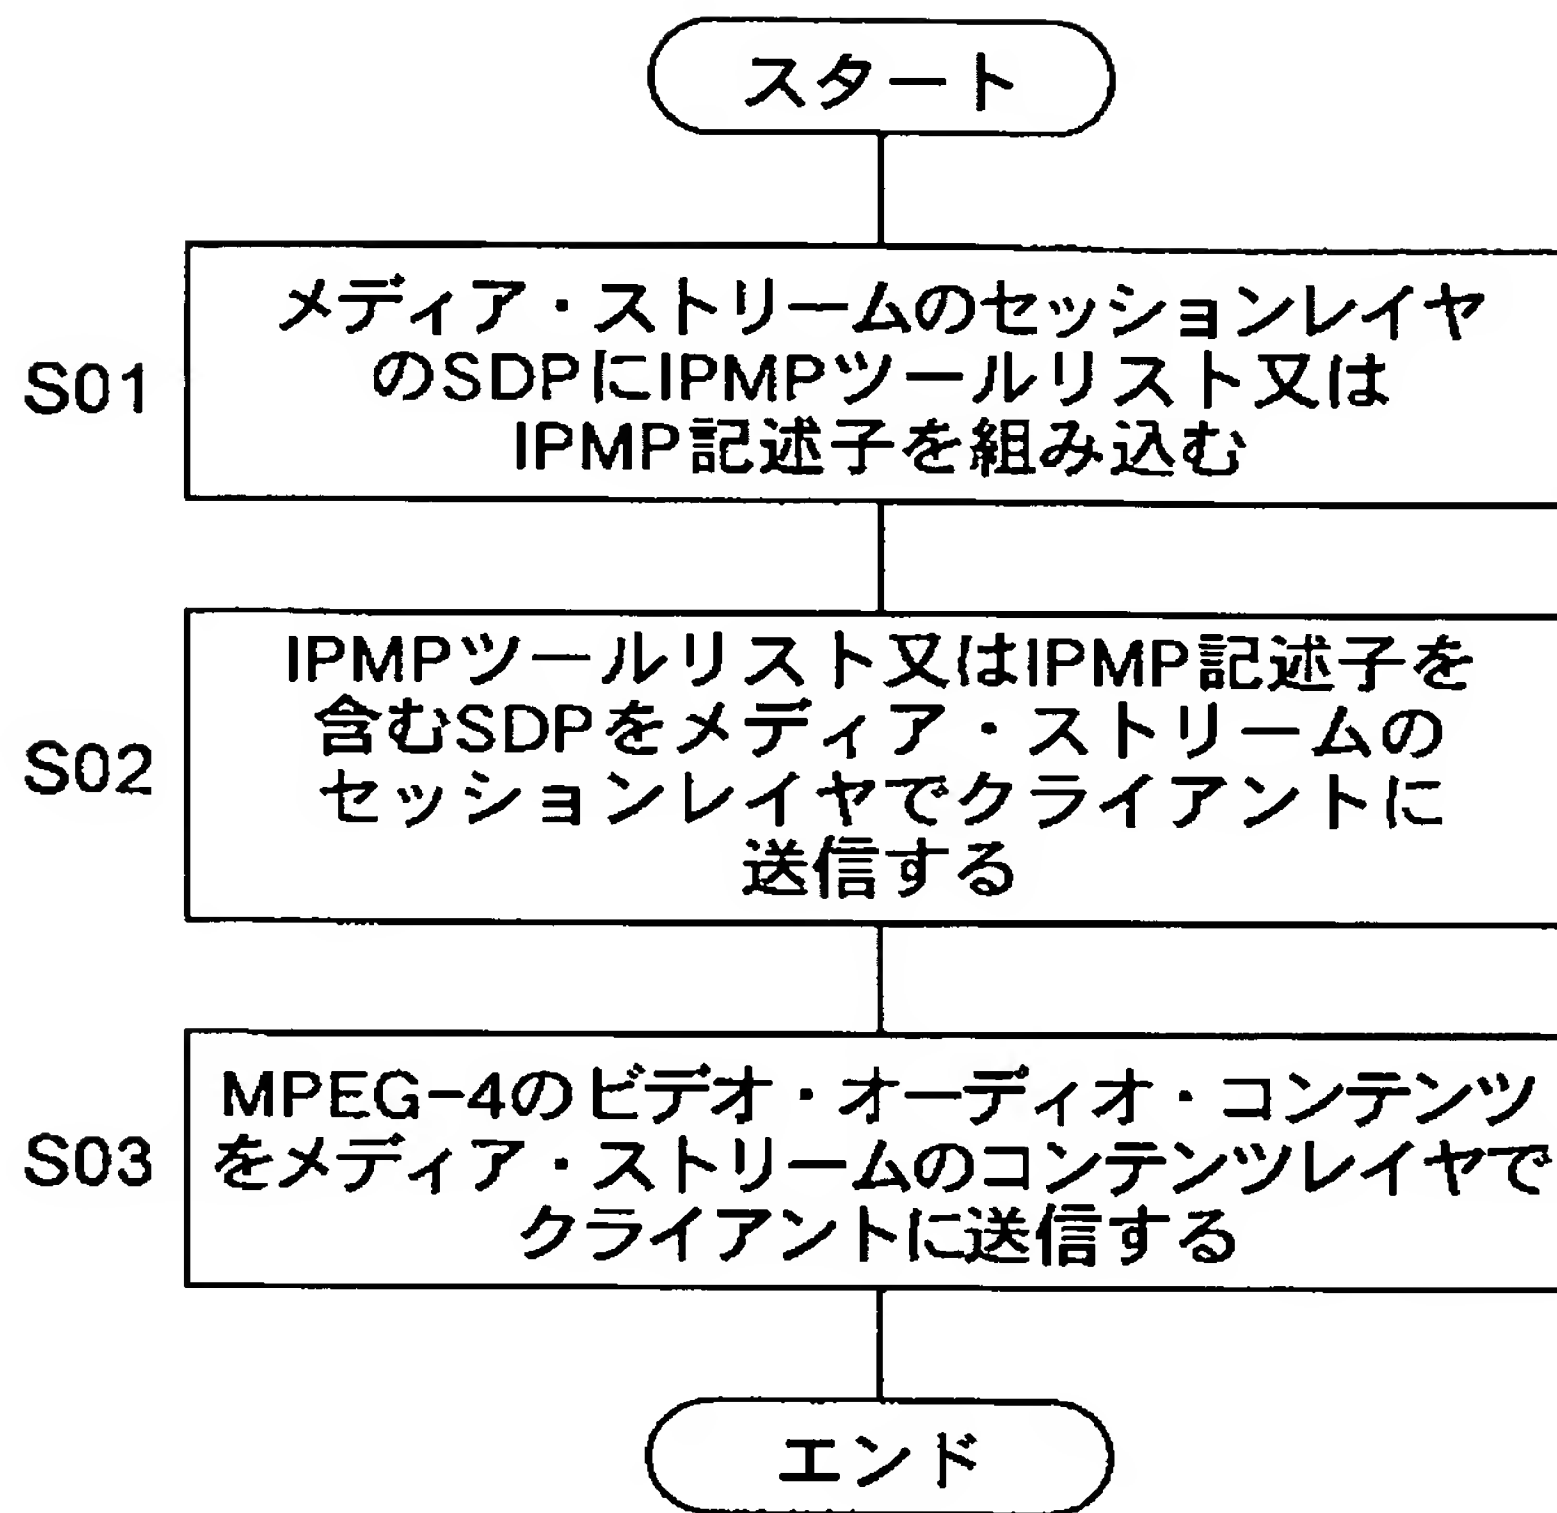 スタート
S01
メディア・ストリームのセッションレイヤ
のSDPにIPMPツールリスト又は
IPMP記述子を組み込む
S02
IPMPツールリスト又はIPMP記述子を
含むSDPをメディア・ストリームの
セッションレイヤでクライアントに
送信する
S03
MPEG-4のビデオ・オーディオ・コンテンツ
をメディア・ストリームのコンテンツレイヤで
クライアントに送信する
エンド